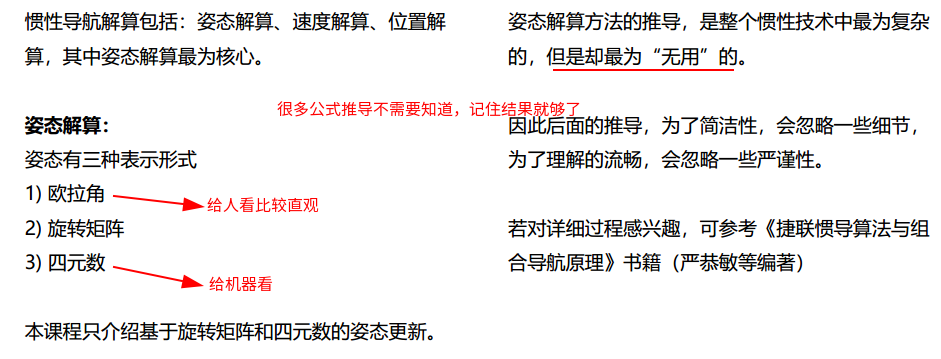 惯性导航解算包括：姿态解算、速度解算、位置解
算，其中姿态解算最为核心。
姿态解算：
姿态有三种表示形式
1) 欧拉角
给人看比较直观
2) 旋转矩阵
3) 四元数
给机器看
本课程只介绍基于旋转矩阵和四元数的姿态更新。
很多公式推导不需要知道，记住结果就够了
姿态解算方法的推导，是整个惯性技术中最为复杂
的，但是却最为“无用”的。
因此后面的推导，为了简洁性，会忽略一些细节，
为了理解的流畅，会忽略一些严谨性。
若对详细过程感兴趣，可参考《捷联惯导算法与组
合导航原理》书籍（严恭敏等编著）